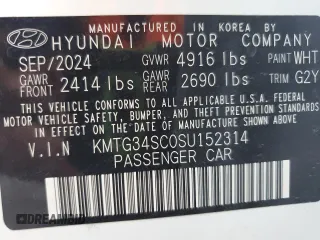 MANUFACTURED IN KOREA BY
HYUNDAI MOTOR COMPANY
SEP/2024 GVWR 4916 lbs PAINT WHT
GAWR FRONT 2414 lbs GAWR REAR 2690 lbs TRIM G2Y
THIS VEHICLE CONFORMS TO ALL APPLICABLE U.S.A FEDERAL
MOTOR VEHICLE SAFETY, BUMPER, AND THEFT PREVENTION
STANDARDS IN EFFECT ON THE DATE OF MANUFACTURE SHOWN ABOVE.
V.I.N KMTG34SC0SU152314
PASSENGER CAR